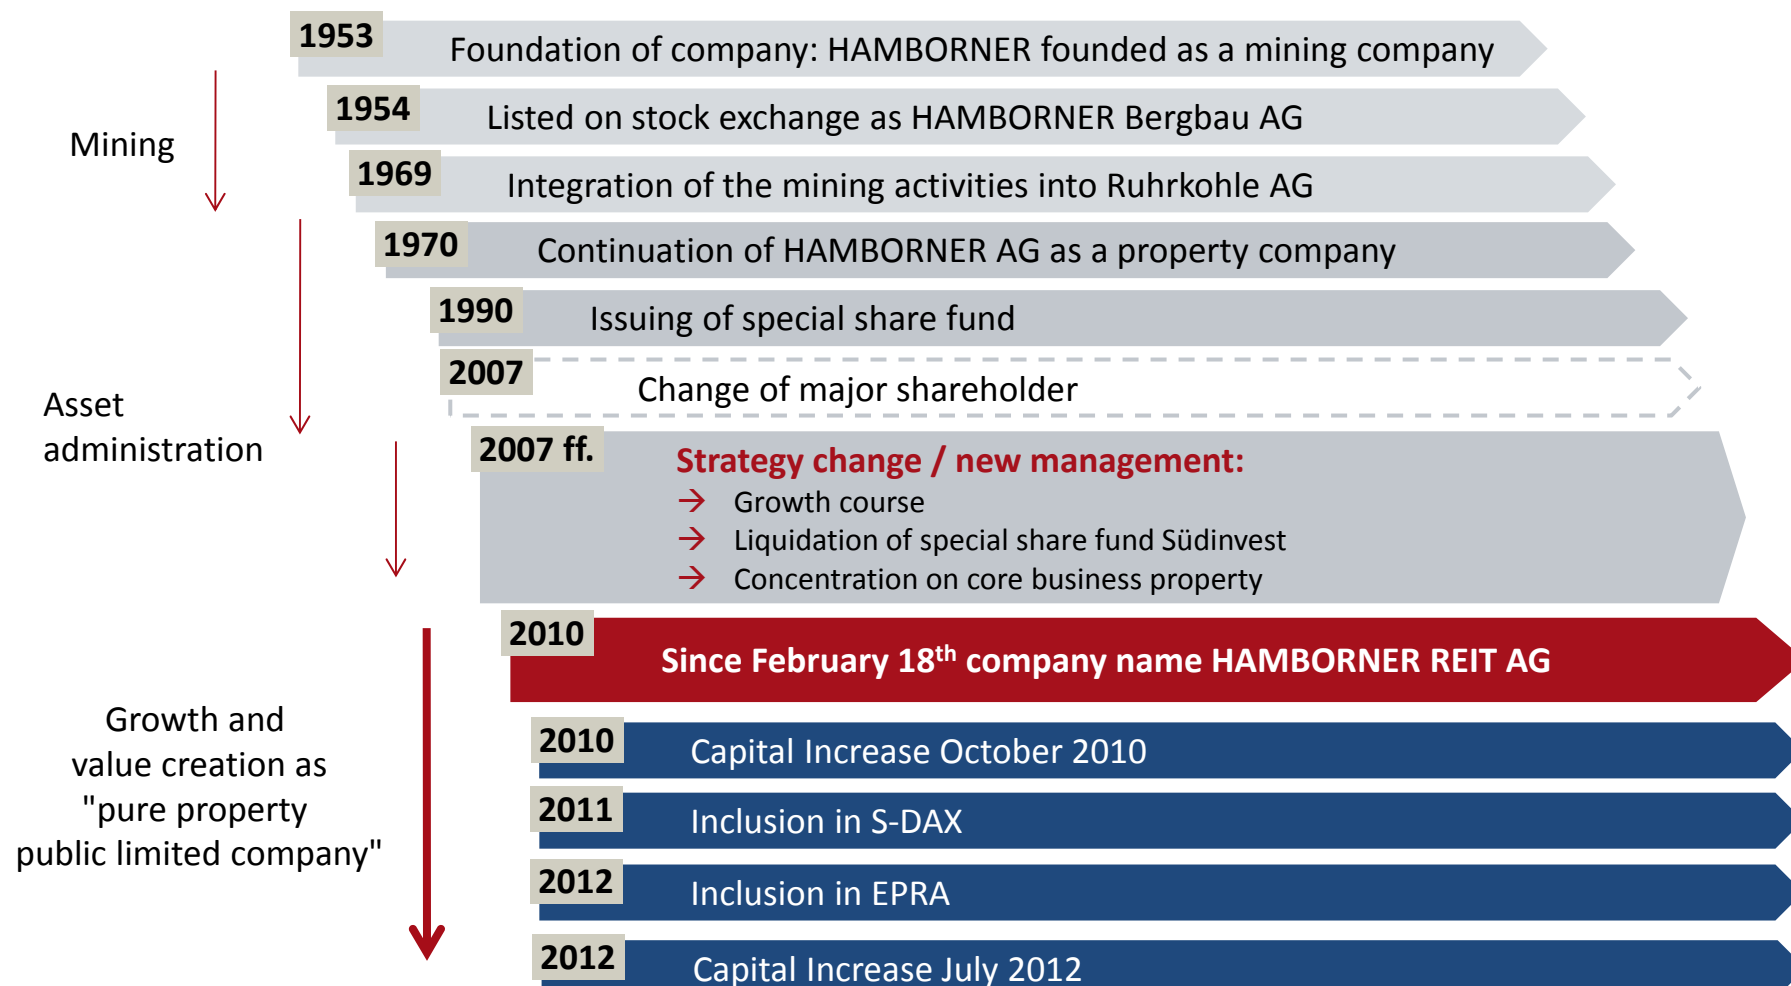 1953
Foundation of company: HAMBORNER founded as a mining company
1954
Listed on stock exchange as HAMBORNER Bergbau AG
Mining
1969
Integration of the mining activities into Ruhrkohle AG
1970
Continuation of HAMBORNER AG as a property company
1990
Issuing of special share fund
2007
Change of major shareholder
Asset
administration
2007 ff.
Strategy change / new management:
→ Growth course
→ Liquidation of special share fund Südinvest
→ Concentration on core business property
2010
Since February 18th company name HAMBORNER REIT AG
Growth and
value creation as
"pure property
public limited company"
2010
Capital Increase October 2010
2011
Inclusion in S-DAX
2012
Inclusion in EPRA
2012
Capital Increase July 2012